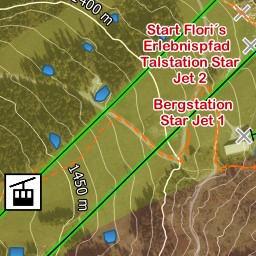 1400 m
Start Flori´s
Erlebnispfad
Talstation Star
Jet 2
Bergstation
Star Jet 1
1450 m